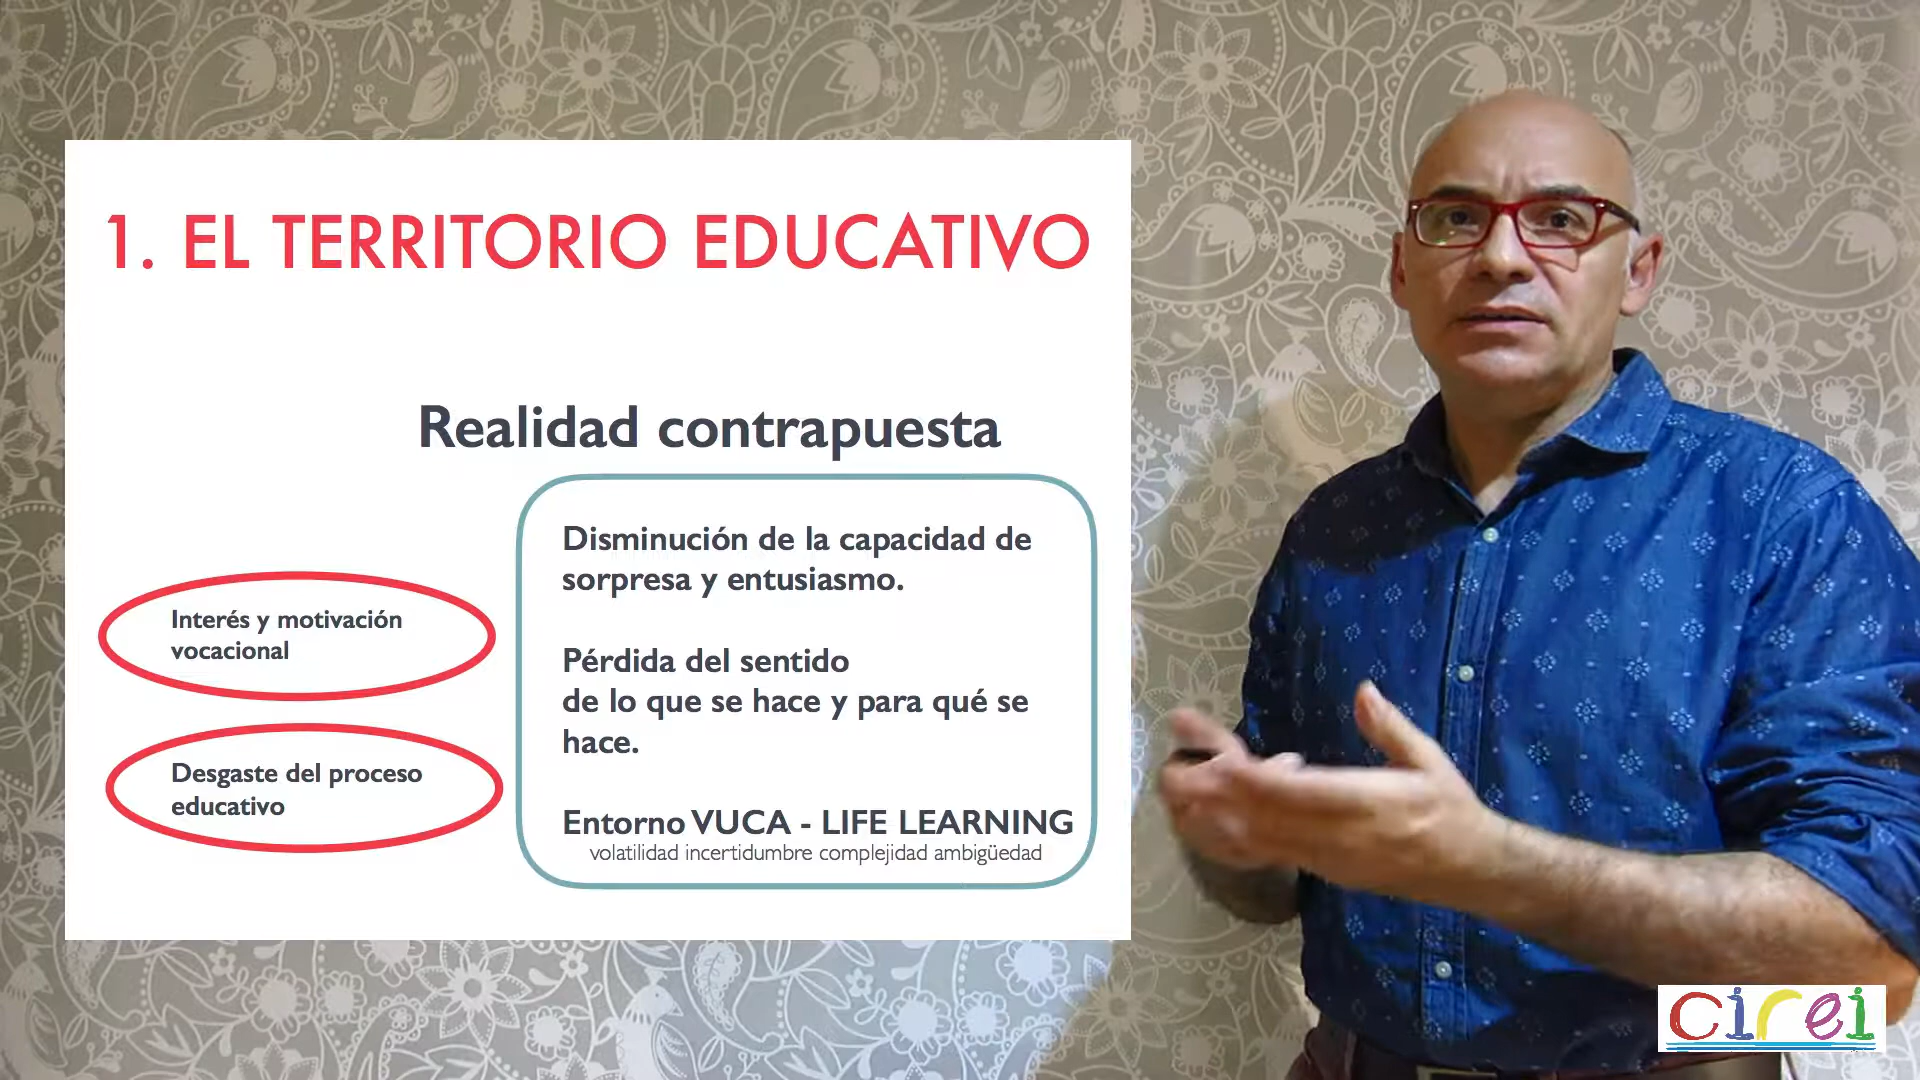 1. EL TERRITORIO EDUCATIVO
Realidad contrapuesta
Interés y motivación
vocacional
Desgaste del proceso
educativo
Disminución de la capacidad de
sorpresa y entusiasmo.
Pérdida del sentido
de lo que se hace y para qué se
hace.
Entorno VUCA - LIFE LEARNING
volatilidad incertidumbre complejidad ambigüedad
cirei